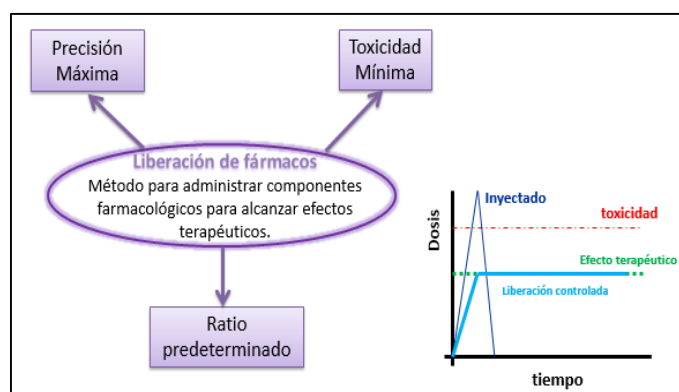 Precisión
Máxima
Toxicidad
Mínima
Liberación de fármacos
Método para administrar componentes
farmacológicos para alcanzar efectos
terapéuticos.
Ratio
predeterminado
Inyectado
toxicidad
Dosis
Efecto terapéutico
Liberación controlada
tiempo